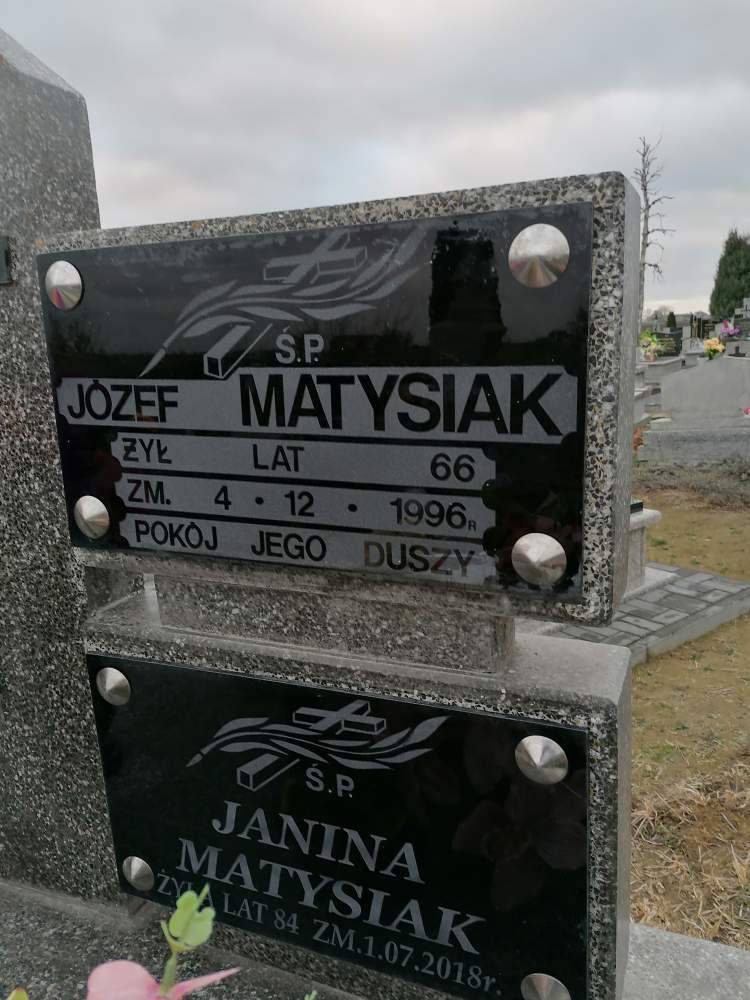 Ś.P.
JÓZEF MATYSIAK
ŻYŁ LAT 66
ZM. 4 • 12 • 1996R
POKÓJ JEGO DUSZY
Ś.P.
JANINA
MATYSIAK
ŻYŁA LAT 84 ZM.1.07.2018r.